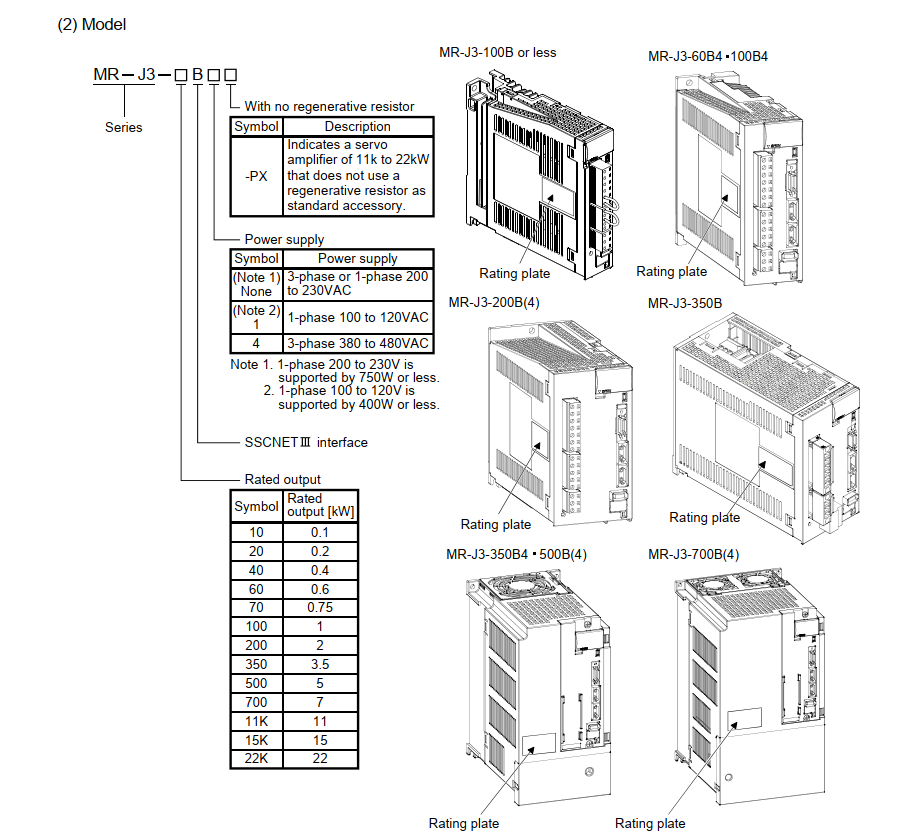 (2) Model
MR－J3－□B□□
Series
With no regenerative resistor
Symbol Description
-PX
Indicates a servo
amplifier of 11k to 22kW
that does not use a
regenerative resistor as
standard accessory.
Power supply
Symbol Power supply
(Note 1)
None
3-phase or 1-phase 200
to 230VAC
(Note 2)
1
1-phase 100 to 120VAC
4 3-phase 380 to 480VAC
Note 1. 1-phase 200 to 230V is
supported by 750W or less.
2. 1-phase 100 to 120V is
supported by 400W or less.
SSCNETⅢ interface
Rated output
Symbol
Rated
output [kW]
10 0.1
20 0.2
40 0.4
60 0.6
70 0.75
100 1
200 2
350 3.5
500 5
700 7
11K 11
15K 15
22K 22
MR-J3-100B or less
Rating plate
MR-J3-60B4・100B4
Rating plate
MR-J3-200B(4)
Rating plate
MR-J3-350B
Rating plate
MR-J3-350B4・500B(4)
Rating plate
MR-J3-700B(4)
Rating plate